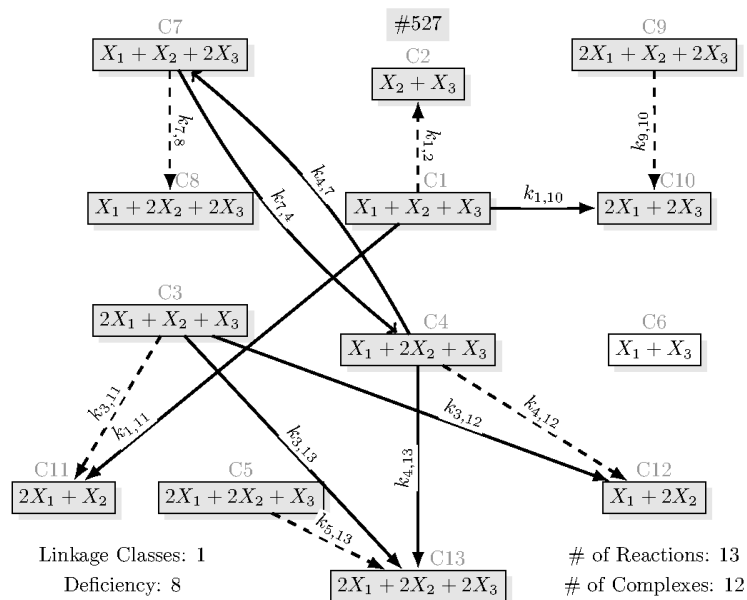 #527
C7
X₁ + X₂ + 2X₃
C2
X₂ + X₃
C9
2X₁ + X₂ + 2X₃
k₇,₈
k₁,₂
k₉,₁₀
k₄,₇
k₇,₄
C8
X₁ + 2X₂ + 2X₃
C1
X₁ + X₂ + X₃
k₁,₁₀
C10
2X₁ + 2X₃
C3
2X₁ + X₂ + X₃
C4
X₁ + 2X₂ + X₃
C6
X₁ + X₃
k₃,₁₁
k₁,₁₁
k₃,₁₃
k₄,₁₃
k₃,₁₂
k₄,₁₂
C11
2X₁ + X₂
C5
2X₁ + 2X₂ + X₃
C12
X₁ + 2X₂
k₅,₁₃
C13
2X₁ + 2X₂ + 2X₃
Linkage Classes: 1
Deficiency: 8
# of Reactions: 13
# of Complexes: 12